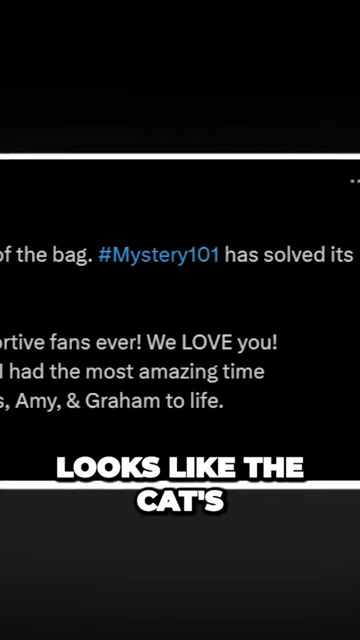 of the bag. #Mystery101 has solved its
ortive fans ever! We LOVE you!
I had the most amazing time
s, Amy, & Graham to life.
LOOKS LIKE THE
CAT'S